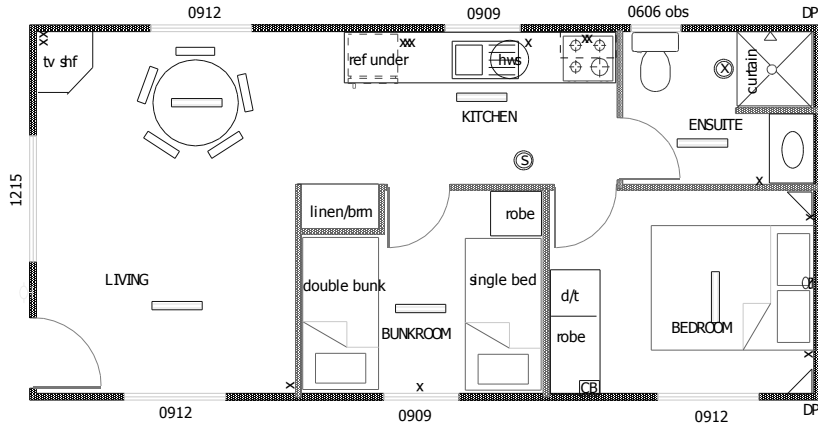 0912
0909
0606 obs
DP
x
x
tv shf
ref under
xxx
hws
x
xx
X
curtain
KITCHEN
ENSUITE
S
x
1215
linen/brm
robe
x
LIVING
double bunk
single bed
d/t
BUNKROOM
BEDROOM
robe
x
x
x
CB
0912
0909
0912
DP